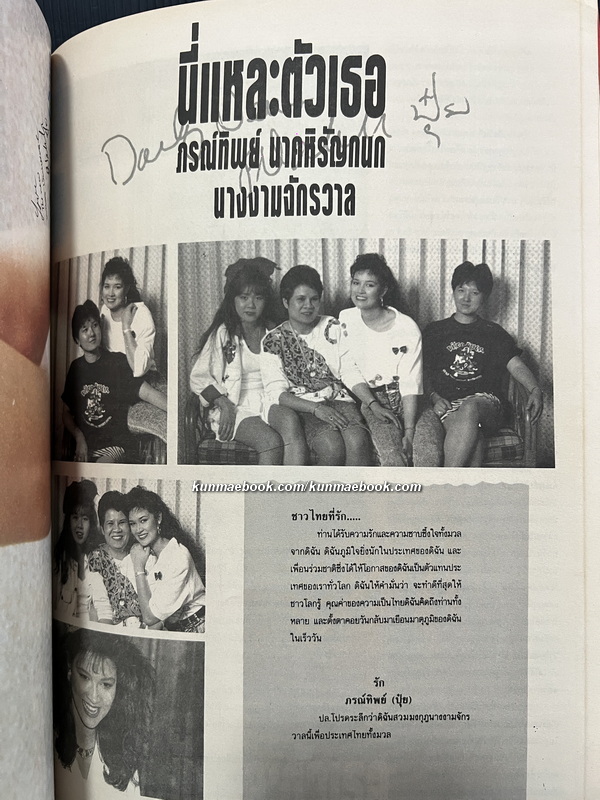 นี่แหละตัวเธอ
ภรณ์ทิพย์ นาคหิรัญกนก
นางงามจักรวาล
ปุ๋ย
kunmaebook.com/kunmaebook.com
ชาวไทยที่รัก.....
ท่านได้รับความรักและความซาบซึ้งใจทั้งมวล
จากดิฉัน ดิฉันภูมิใจยิ่งนักในประเทศของดิฉัน และ
เพื่อนร่วมชาติซึ่งได้ให้โอกาสของดิฉันเป็นตัวแทนประ
เทศของเราทั่วโลก ดิฉันให้คำมั่นว่า จะทำดีที่สุดให้
ชาวโลกรู้ คุณค่าของความเป็นไทยดิฉันคิดถึงท่านทั้ง
หลาย และตั้งตาคอยวันกลับมาเยือนมาตุภูมิของดิฉัน
ในเร็ววัน
รัก
ภรณ์ทิพย์ (ปุ๋ย)
ปล.โปรดระลึกว่าดิฉันสวมมงกุฎนางงามจักร
วาลนี้เพื่อประเทศไทยทั้งมวล